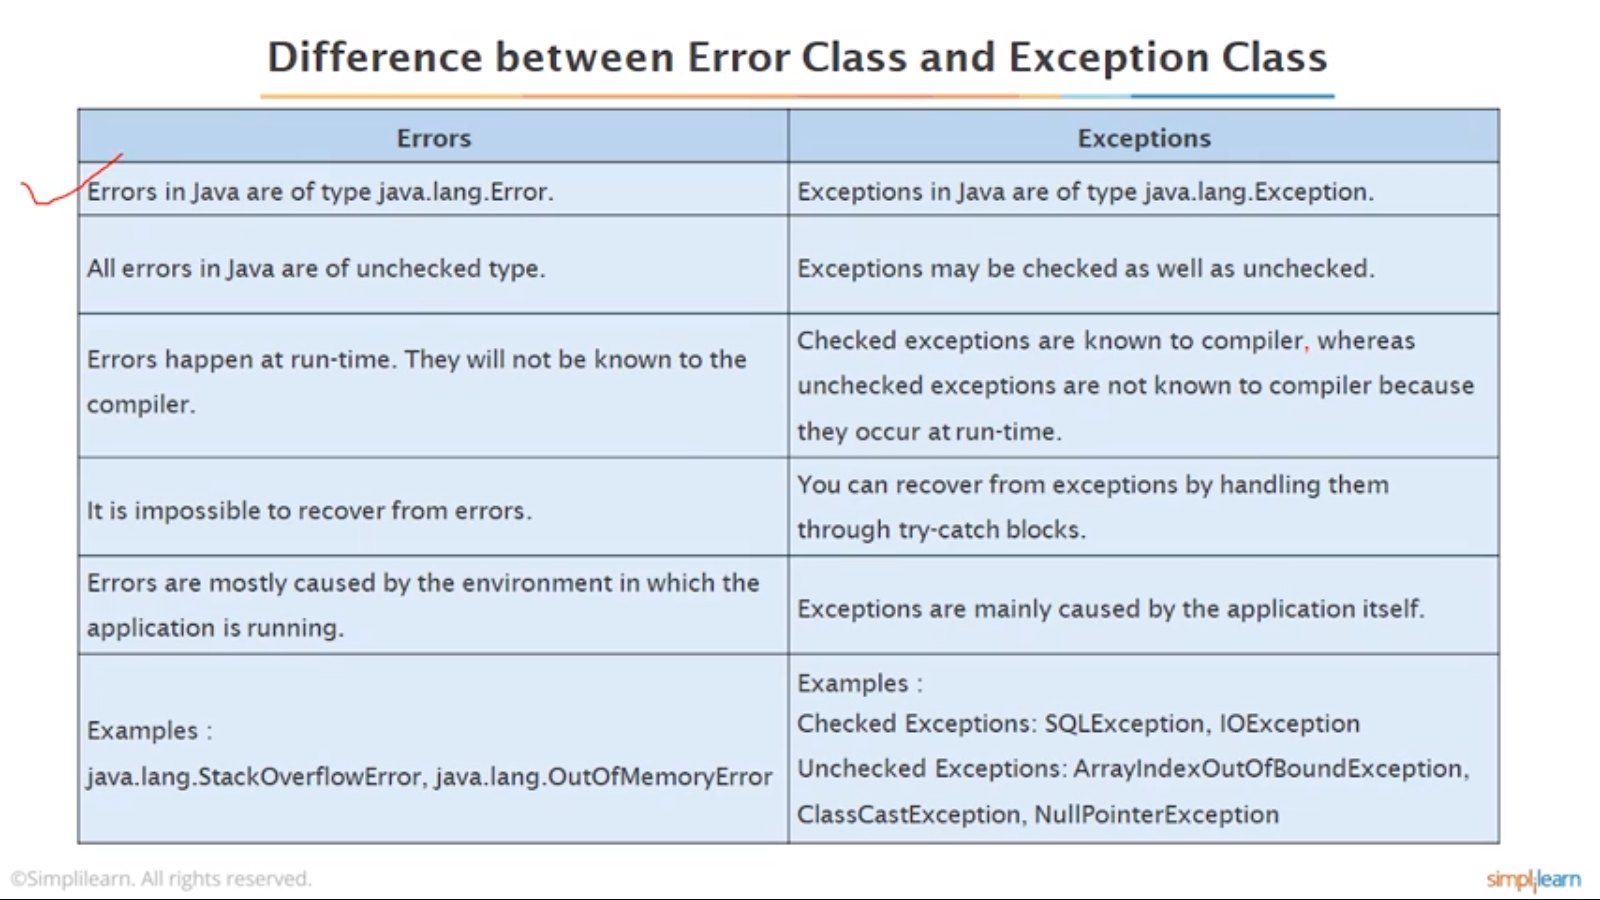 Difference between Error Class and Exception Class
Errors
Exceptions
Errors in Java are of type java.lang.Error.
Exceptions in Java are of type java.lang.Exception.
All errors in Java are of unchecked type.
Exceptions may be checked as well as unchecked.
Errors happen at run-time. They will not be known to the
compiler.
Checked exceptions are known to compiler, whereas
unchecked exceptions are not known to compiler because
they occur at run-time.
It is impossible to recover from errors.
You can recover from exceptions by handling them
through try-catch blocks.
Errors are mostly caused by the environment in which the
application is running.
Exceptions are mainly caused by the application itself.
Examples :
java.lang.StackOverflowError, java.lang.OutOfMemoryError
Examples :
Checked Exceptions: SQLException, IOException
Unchecked Exceptions: ArrayIndexOutOfBoundException,
ClassCastException, NullPointerException
©Simplilearn. All rights reserved.
simplilearn